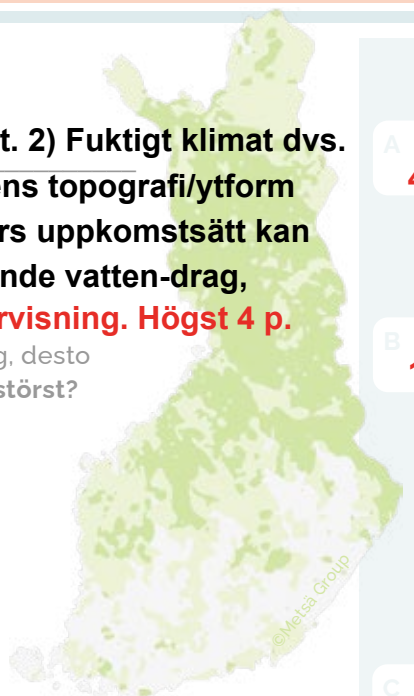 t. 2) Fuktigt klimat dvs.
ens topografi/ytform
rs uppkomstsätt kan
nde vatten-drag,
rvisning. Högst 4 p.
g, desto
störst?
©Metsä Group
A
B
C